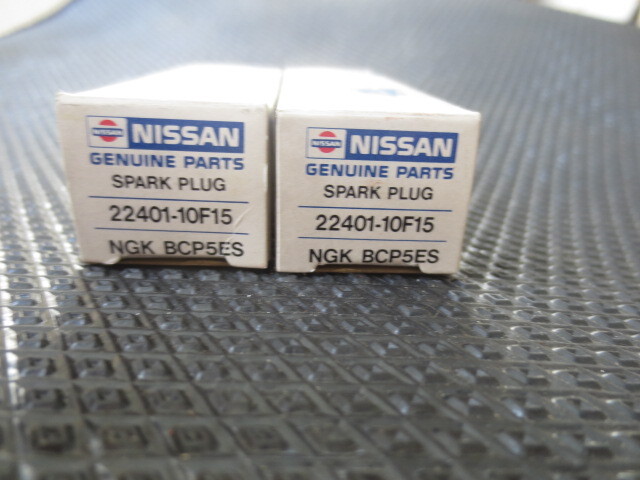 NISSAN
GENUINE PARTS
SPARK PLUG
22401-10F15
NGK BCP5ES
NISSAN
GENUINE PARTS
SPARK PLUG
22401-10F15
NGK BCP5ES